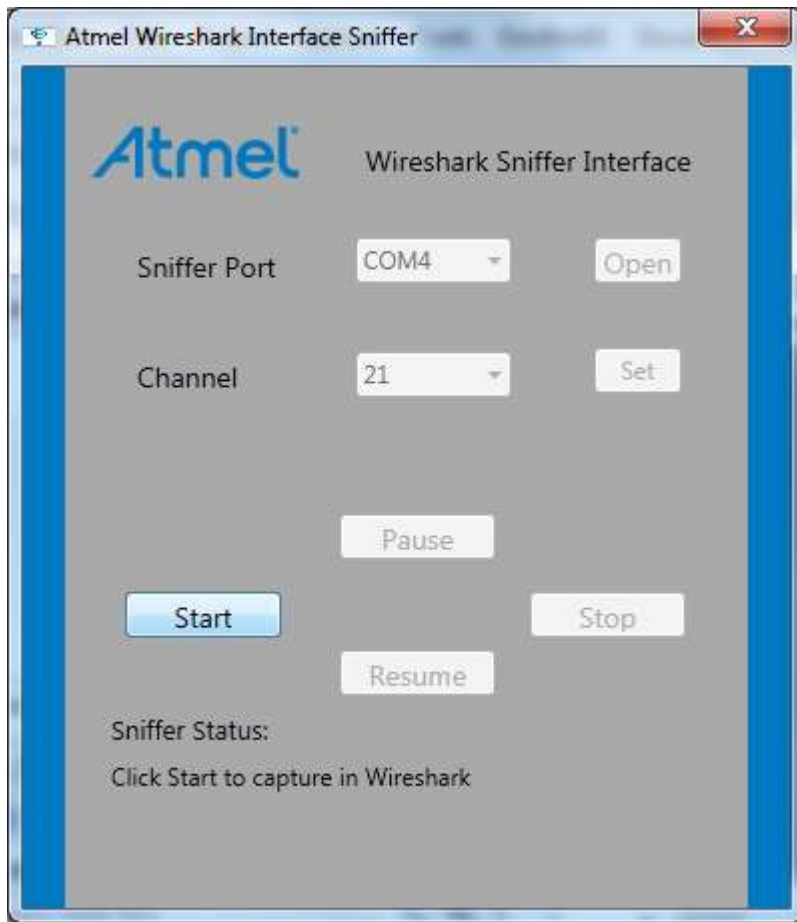 Atmel Wireshark Interface Sniffer
Atmel
Wireshark Sniffer Interface
Sniffer Port
COM4
Open
Channel
21
Set
Pause
Start
Stop
Resume
Sniffer Status:
Click Start to capture in Wireshark